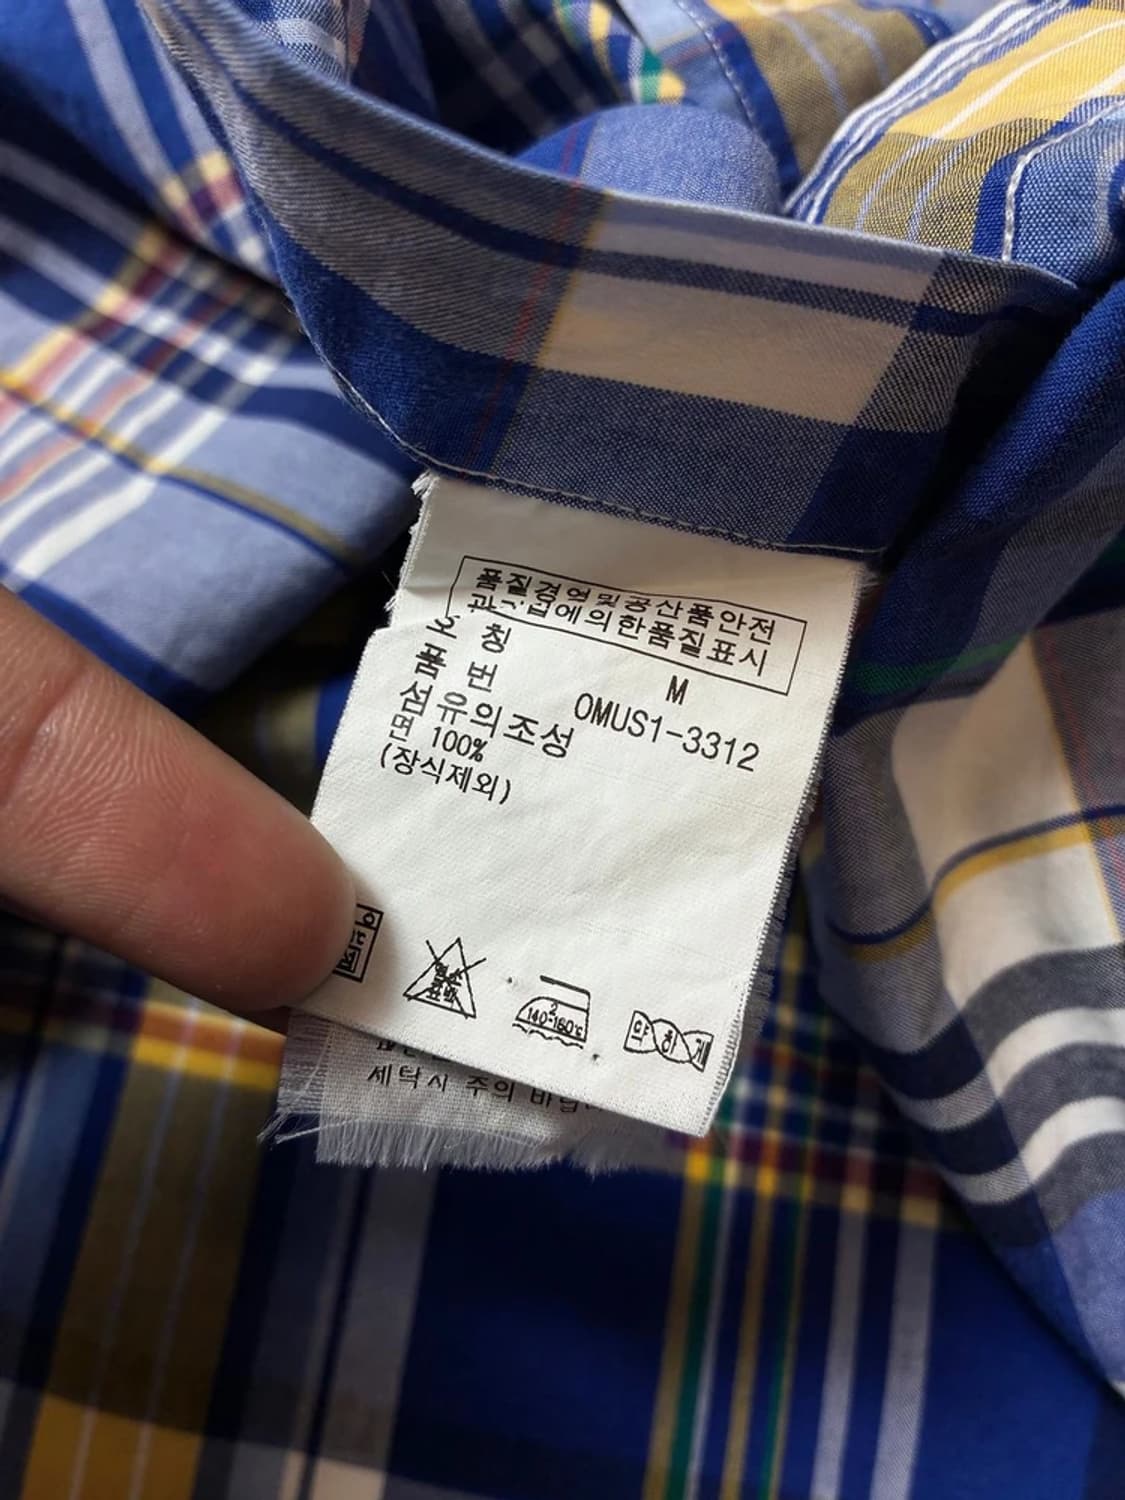 품질경영및공산품안전
관리법에의한품질표시
호 칭 M
품 번 OMUS1-3312
섬유의조성
면 100%
(장식제외)
140~160℃
약하게
세탁시 주의 바랍니